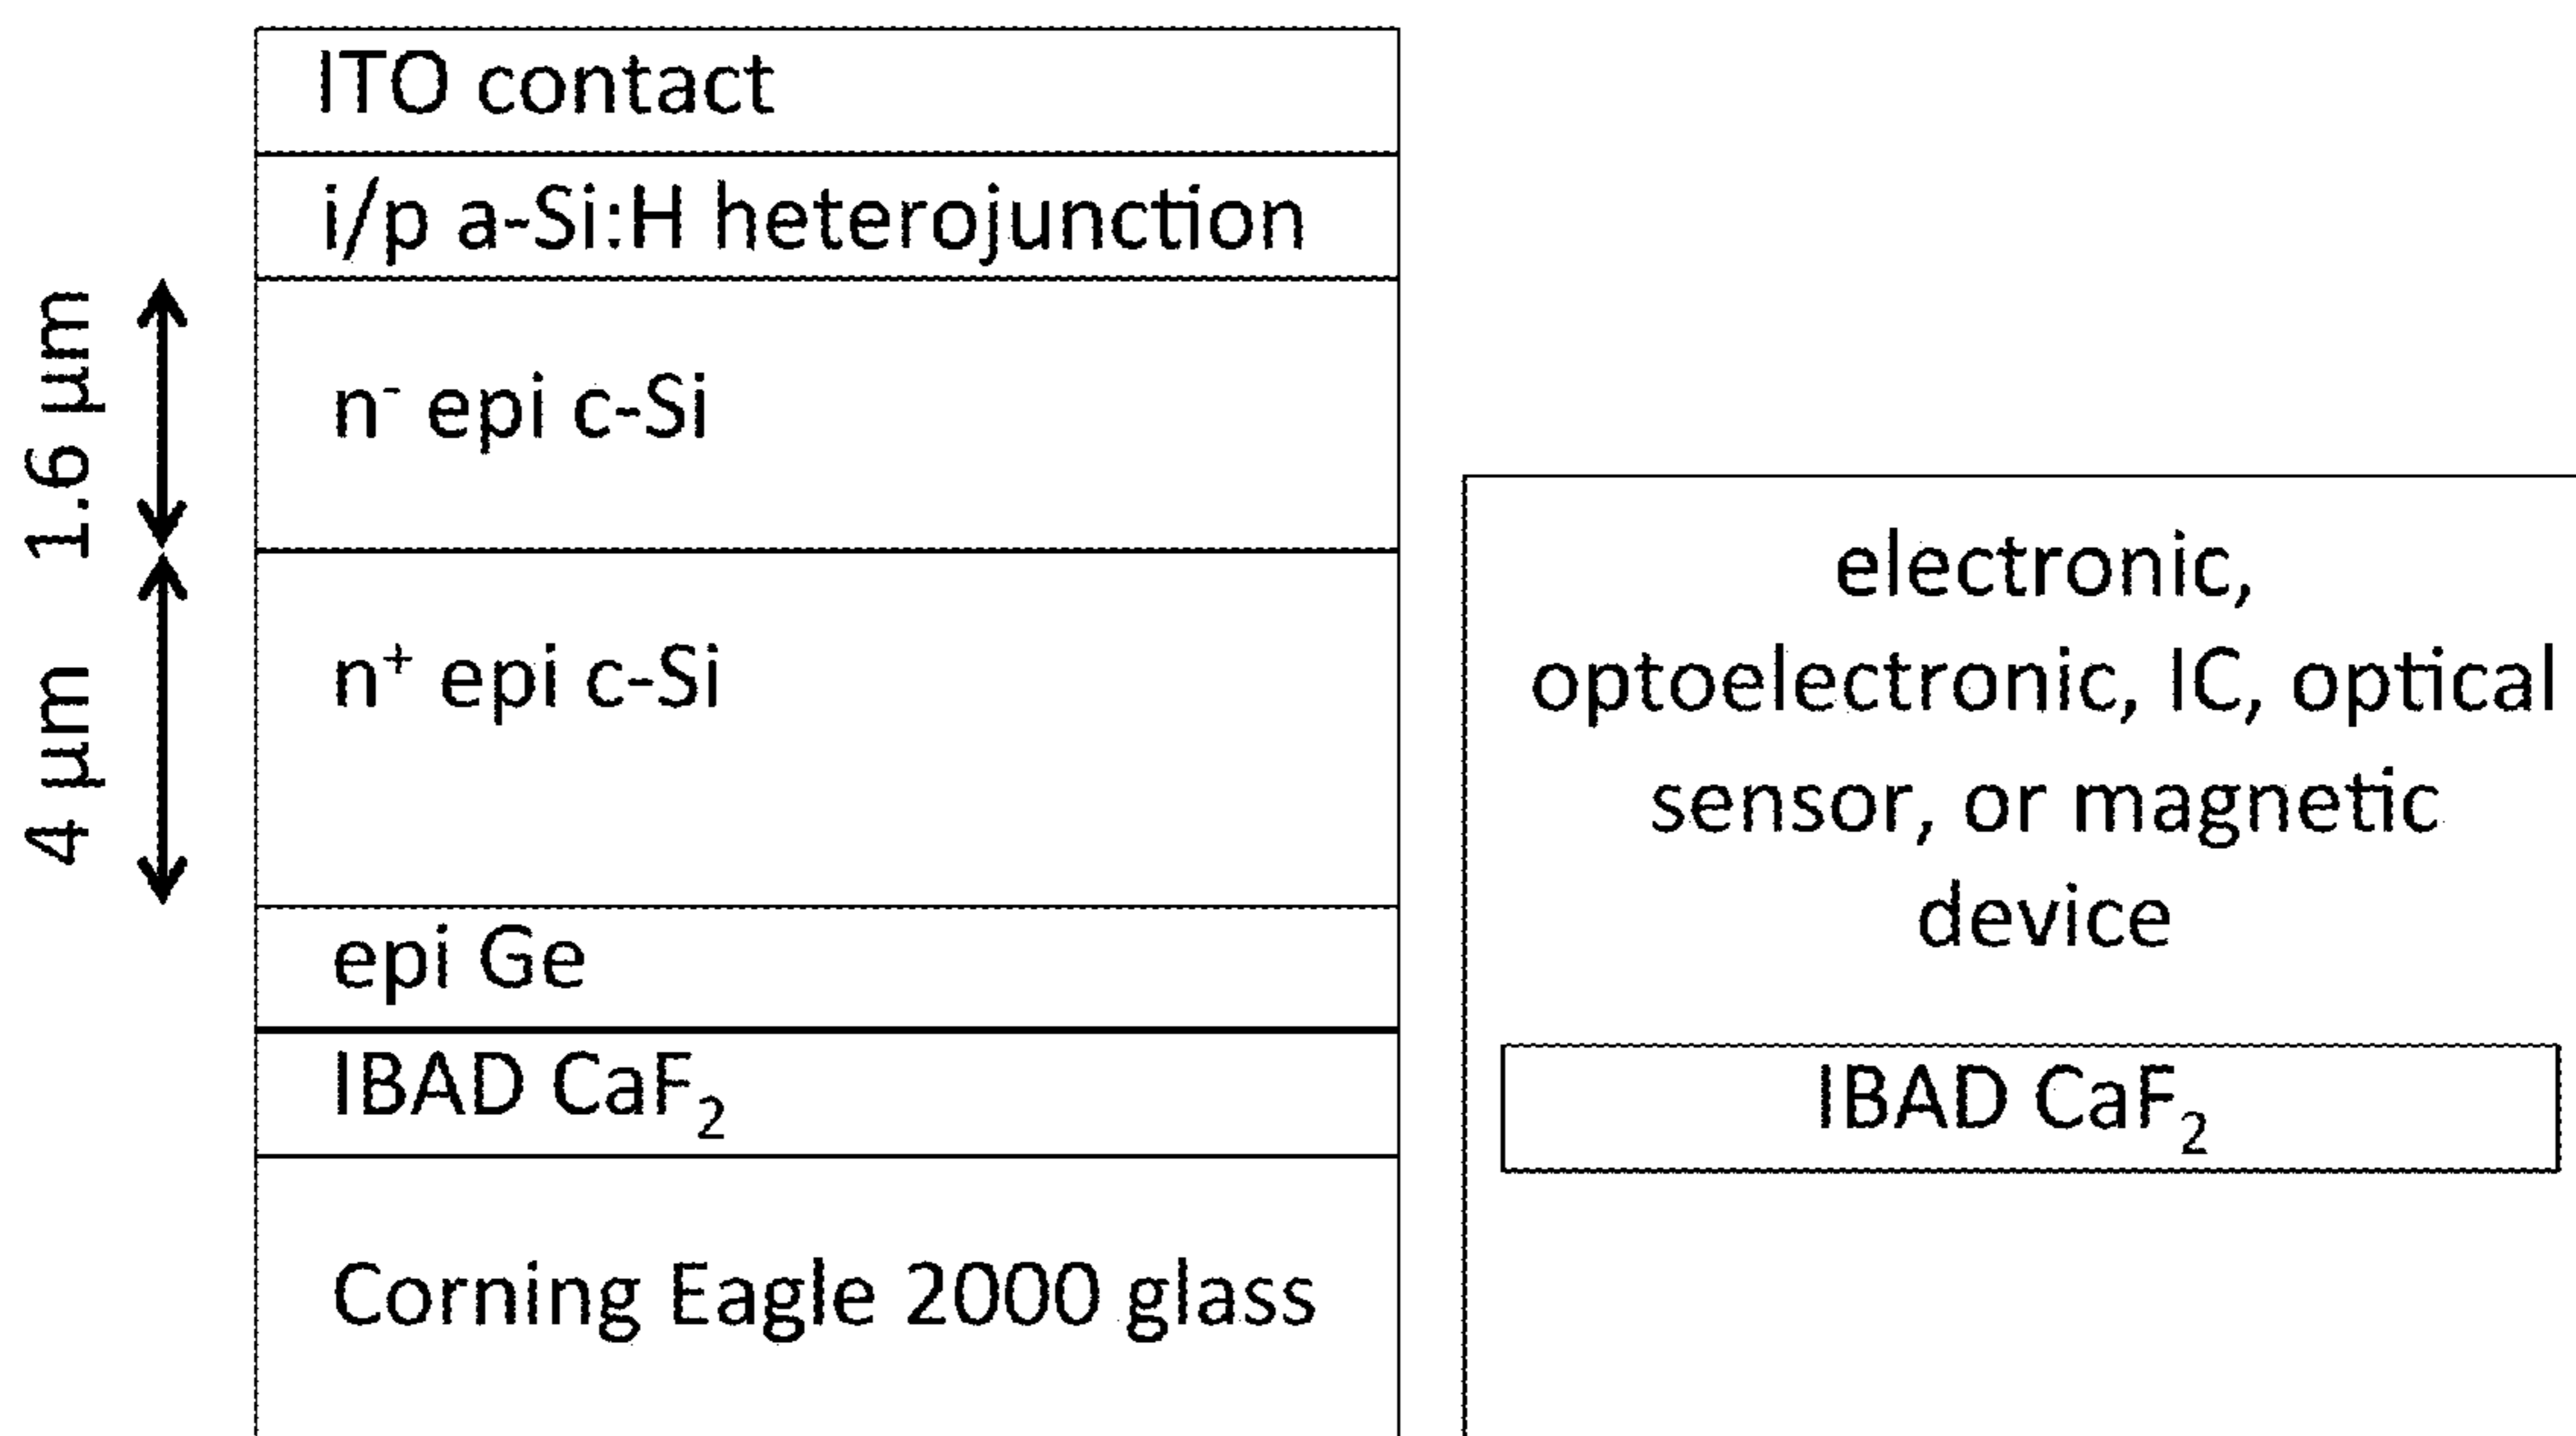 ITO contact
i/p a-Si:H heterojunction
1.6 µm
n⁻ epi c-Si
4 µm
n⁺ epi c-Si
epi Ge
IBAD CaF₂
Corning Eagle 2000 glass
electronic,
optoelectronic, IC, optical
sensor, or magnetic
device
IBAD CaF₂